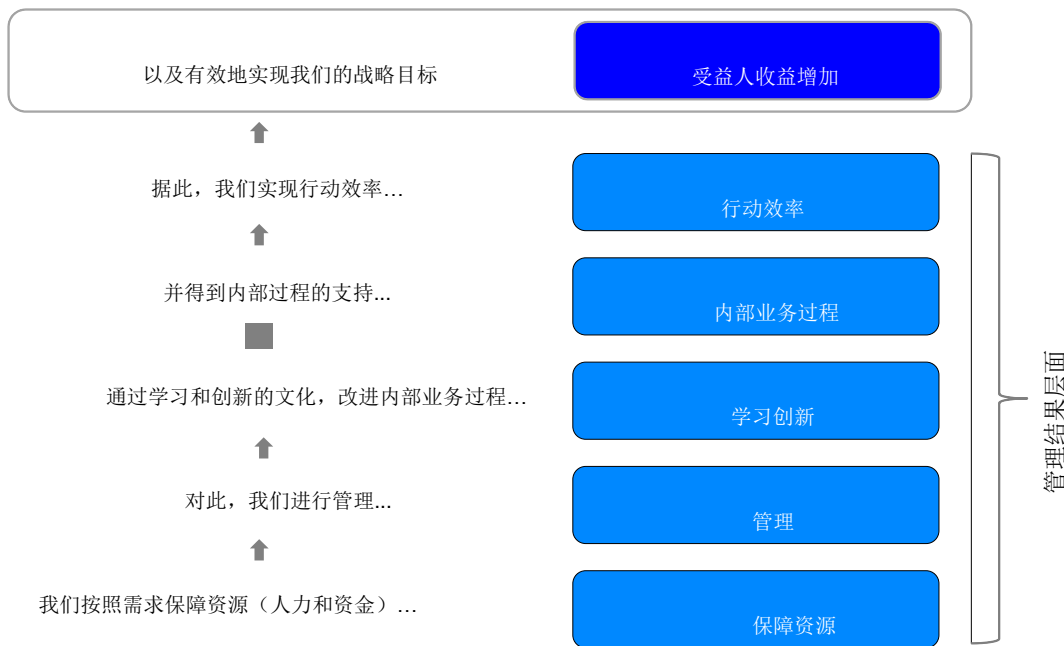 以及有效地实现我们的战略目标
受益人收益增加
据此，我们实现行动效率…
行动效率
并得到内部过程的支持...
内部业务过程
通过学习和创新的文化，改进内部业务过程…
学习创新
对此，我们进行管理...
管理
我们按照需求保障资源（人力和资金）…
保障资源
管理结果层面